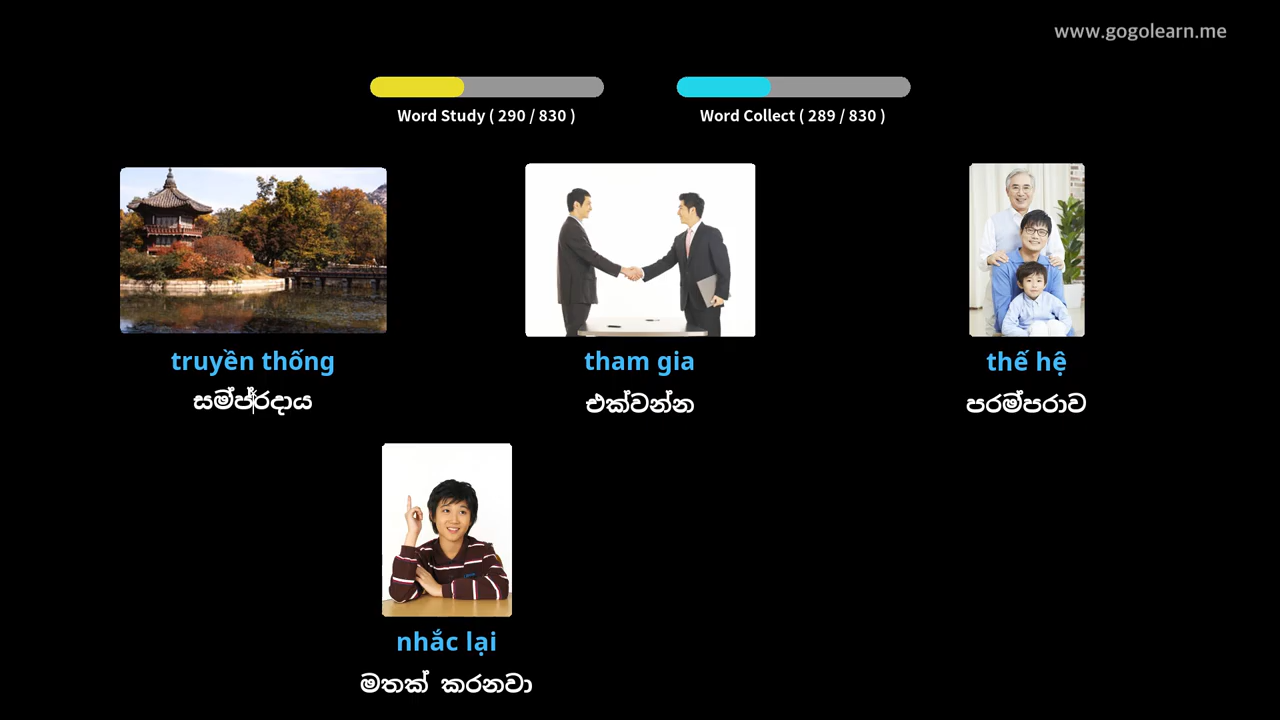 www.gogolearn.me
Word Study ( 290 / 830 )
Word Collect ( 289 / 830 )
truyền thống
සම්ප්‍රදාය
tham gia
එක්වන්න
thế hệ
පරම්පරාව
nhắc lại
මතක් කරනවා